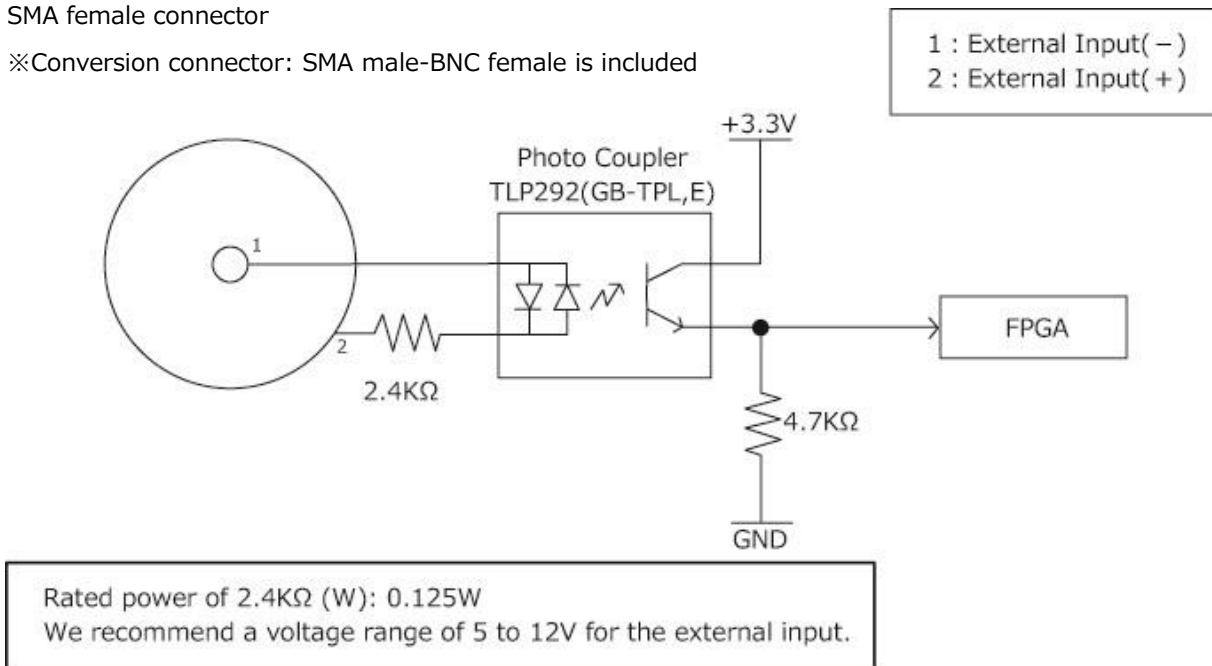 SMA female connector
※Conversion connector: SMA male-BNC female is included
1 : External Input(－)
2 : External Input(+)
+3.3V
Photo Coupler
TLP292(GB-TPL,E)
1
2
2.4KΩ
FPGA
4.7KΩ
GND
Rated power of 2.4KΩ (W): 0.125W
We recommend a voltage range of 5 to 12V for the external input.